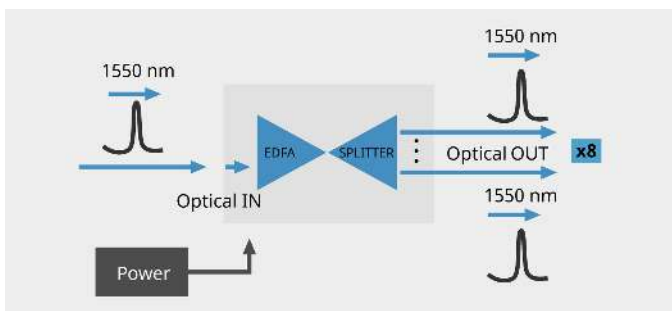 1550 nm
1550 nm
EDFA
SPLITTER
Optical OUT
x8
Optical IN
1550 nm
Power